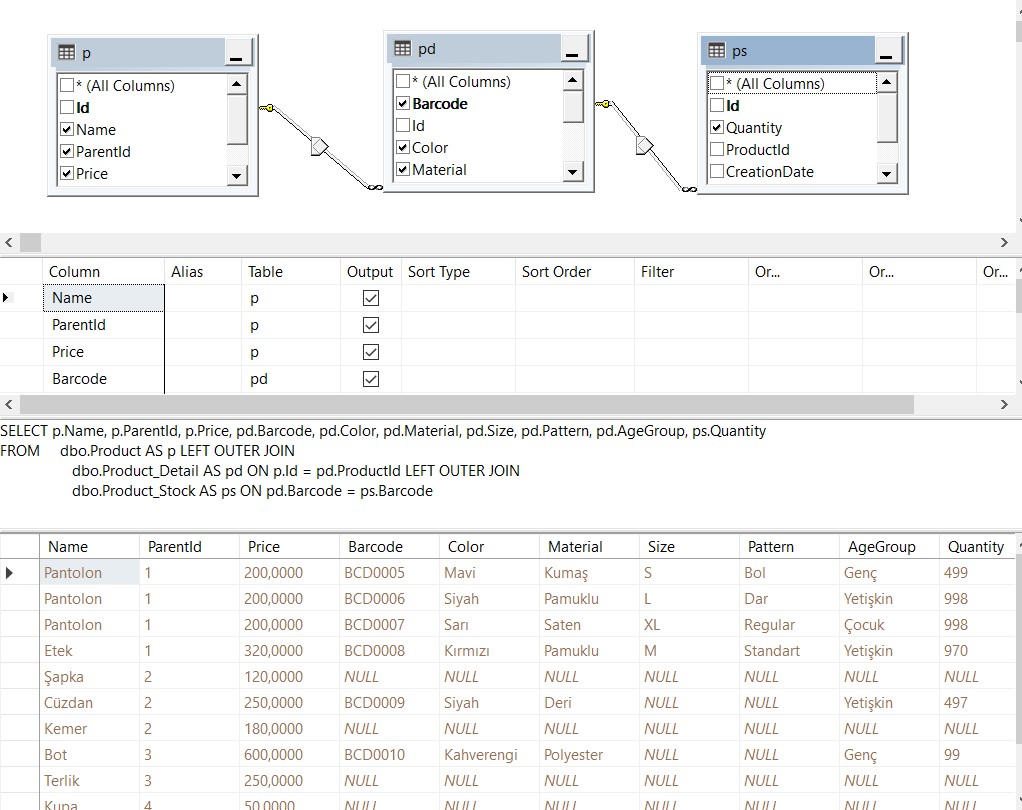 p
* (All Columns)
Id
Name
ParentId
Price
pd
* (All Columns)
Barcode
Id
Color
Material
ps
* (All Columns)
Id
Quantity
ProductId
CreationDate
Column Alias Table Output Sort Type Sort Order Filter Or... Or... Or...
Name p
ParentId p
Price p
Barcode pd
SELECT p.Name, p.ParentId, p.Price, pd.Barcode, pd.Color, pd.Material, pd.Size, pd.Pattern, pd.AgeGroup, ps.Quantity
FROM dbo.Product AS p LEFT OUTER JOIN
dbo.Product_Detail AS pd ON p.Id = pd.ProductId LEFT OUTER JOIN
dbo.Product_Stock AS ps ON pd.Barcode = ps.Barcode
Name ParentId Price Barcode Color Material Size Pattern AgeGroup Quantity
Pantolon 1 200,0000 BCD0005 Mavi Kumaş S Bol Genç 499
Pantolon 1 200,0000 BCD0006 Siyah Pamuklu L Dar Yetişkin 998
Pantolon 1 200,0000 BCD0007 Sarı Saten XL Regular Çocuk 998
Etek 1 320,0000 BCD0008 Kırmızı Pamuklu M Standart Yetişkin 970
Şapka 2 120,0000 NULL NULL NULL NULL NULL NULL NULL
Cüzdan 2 250,0000 BCD0009 Siyah Deri NULL NULL Yetişkin 497
Kemer 2 180,0000 NULL NULL NULL NULL NULL NULL NULL
Bot 3 600,0000 BCD0010 Kahverengi Polyester NULL NULL Genç 99
Terlik 3 250,0000 NULL NULL NULL NULL NULL NULL NULL
Kupa 4 50,0000 NULL NULL NULL NULL NULL NULL NULL